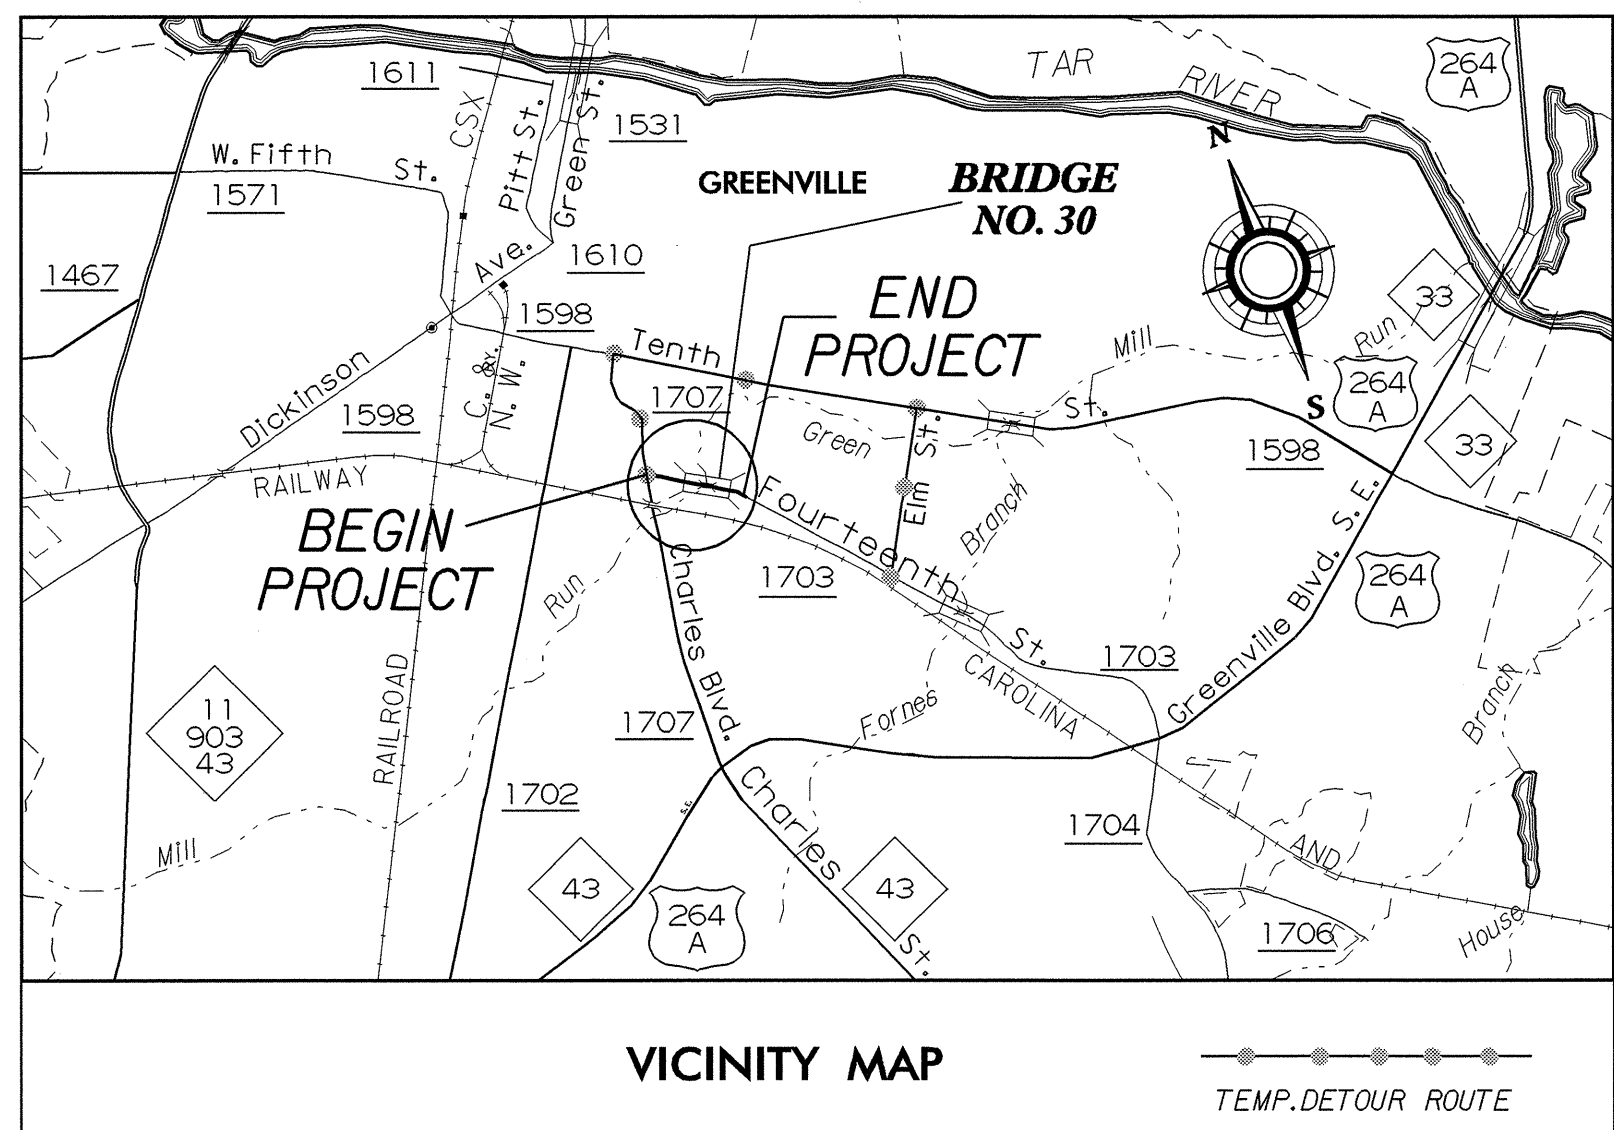 TAR
RIVER
264
A
1611
CSX
Pitt St.
Green St.
1531
W. Fifth
St.
1571
GREENVILLE
BRIDGE
NO. 30
N
S
1467
Ave.
1610
1598
END
PROJECT
33
Run
Mill
264
A
Tenth
St.
Dickinson
1598
C. &
RY.
N. W.
1707
Green
Elm St.
33
1598
RAILWAY
BEGIN
PROJECT
Fourteenth
St.
Branch
1703
Run
Charles Blvd.
Greenville Blvd. S.E.
264
A
1703
CAROLINA
Fornes
Branch
11
903
43
RAILROAD
1707
1702
S.E.
Charles
St.
1704
AND
Mill
43
264
A
43
1706
House
VICINITY MAP
TEMP. DETOUR ROUTE